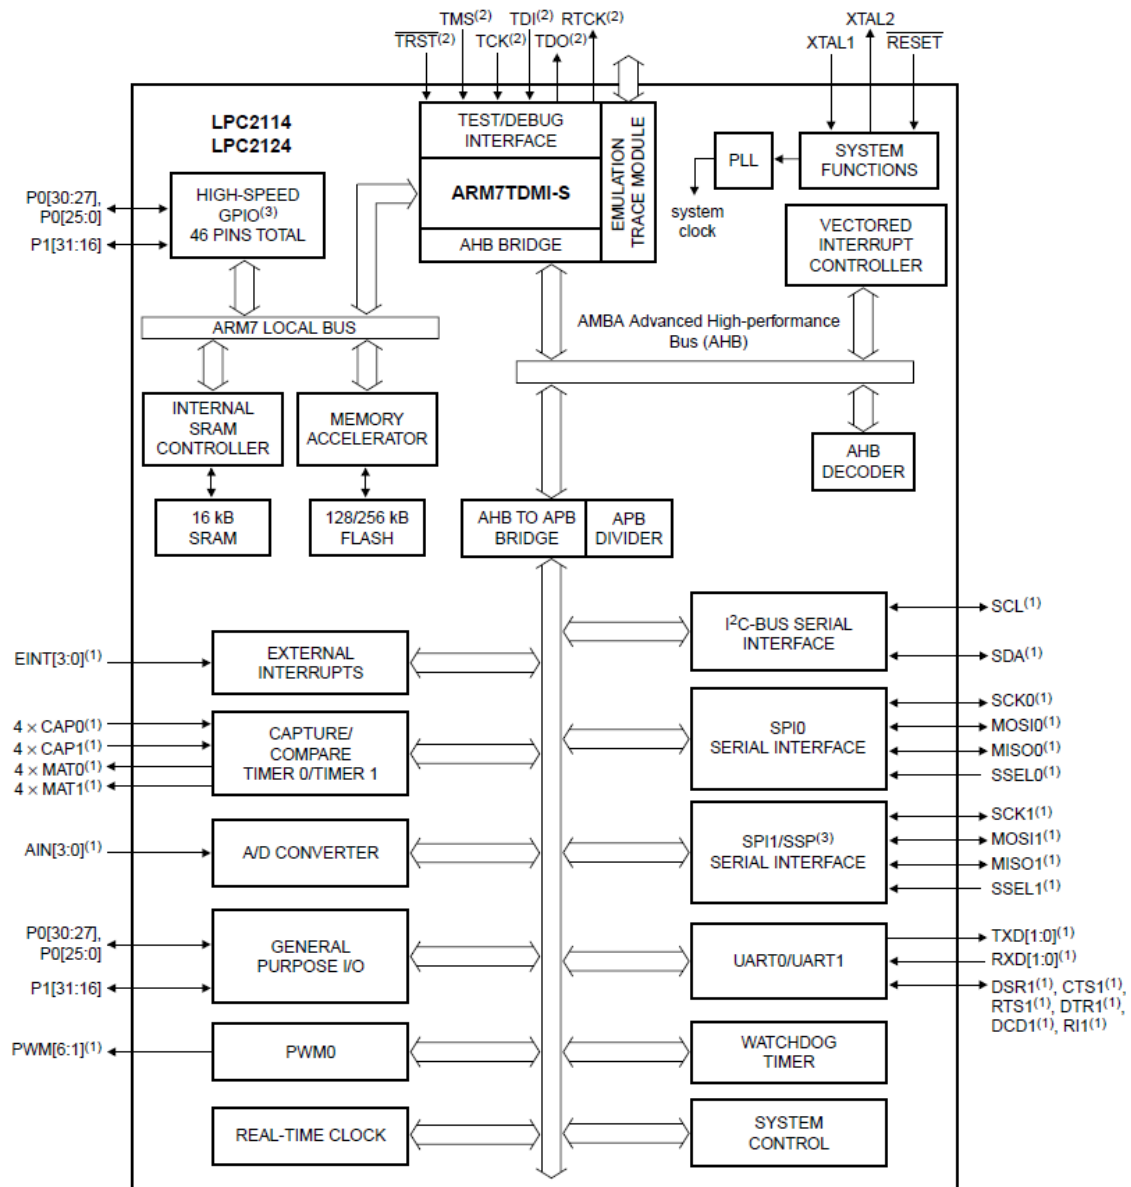 TMS(2) TDI(2) RTCK(2)
TRST(2) TCK(2) TDO(2)
XTAL2
XTAL1 RESET
LPC2114
LPC2124
TEST/DEBUG
INTERFACE
ARM7TDMI-S
AHB BRIDGE
EMULATION
TRACE MODULE
PLL
SYSTEM
FUNCTIONS
system
clock
P0[30:27],
P0[25:0]
P1[31:16]
HIGH-SPEED
GPIO(3)
46 PINS TOTAL
VECTORED
INTERRUPT
CONTROLLER
ARM7 LOCAL BUS
AMBA Advanced High-performance
Bus (AHB)
INTERNAL
SRAM
CONTROLLER
MEMORY
ACCELERATOR
AHB
DECODER
16 kB
SRAM
128/256 kB
FLASH
AHB TO APB
BRIDGE
APB
DIVIDER
EINT[3:0](1)
EXTERNAL
INTERRUPTS
I2C-BUS SERIAL
INTERFACE
SCL(1)
SDA(1)
4 × CAP0(1)
4 × CAP1(1)
4 × MAT0(1)
4 × MAT1(1)
CAPTURE/
COMPARE
TIMER 0/TIMER 1
SPI0
SERIAL INTERFACE
SCK0(1)
MOSI0(1)
MISO0(1)
SSEL0(1)
AIN[3:0](1)
A/D CONVERTER
SPI1/SSP(3)
SERIAL INTERFACE
SCK1(1)
MOSI1(1)
MISO1(1)
SSEL1(1)
P0[30:27],
P0[25:0]
P1[31:16]
GENERAL
PURPOSE I/O
UART0/UART1
TXD[1:0](1)
RXD[1:0](1)
DSR1(1), CTS1(1),
RTS1(1), DTR1(1),
DCD1(1), RI1(1)
PWM[6:1](1)
PWM0
WATCHDOG
TIMER
REAL-TIME CLOCK
SYSTEM
CONTROL